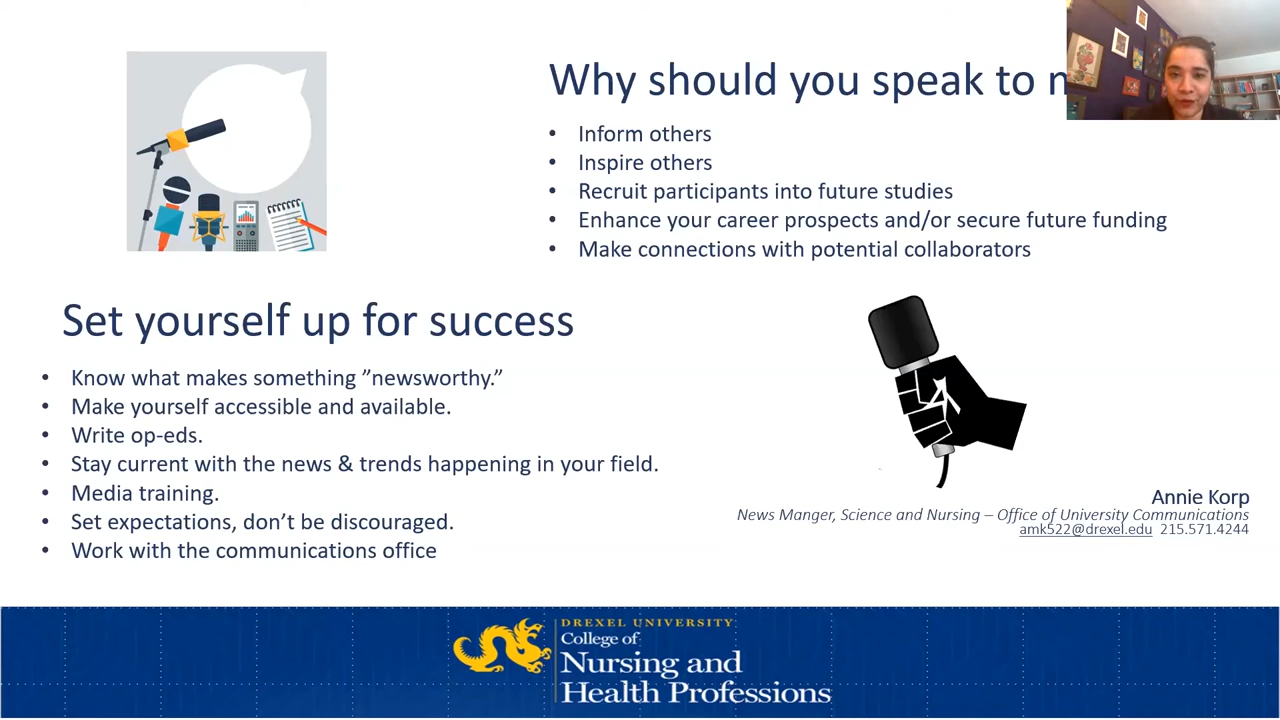 Why should you speak to
• Inform others
• Inspire others
• Recruit participants into future studies
• Enhance your career prospects and/or secure future funding
• Make connections with potential collaborators
Set yourself up for success
• Know what makes something ”newsworthy.”
• Make yourself accessible and available.
• Write op-eds.
• Stay current with the news & trends happening in your field.
• Media training.
• Set expectations, don’t be discouraged.
• Work with the communications office
Annie Korp
News Manger, Science and Nursing – Office of University Communications
amk522@drexel.edu 215.571.4244
DREXEL UNIVERSITY
College of
Nursing and
Health Professions